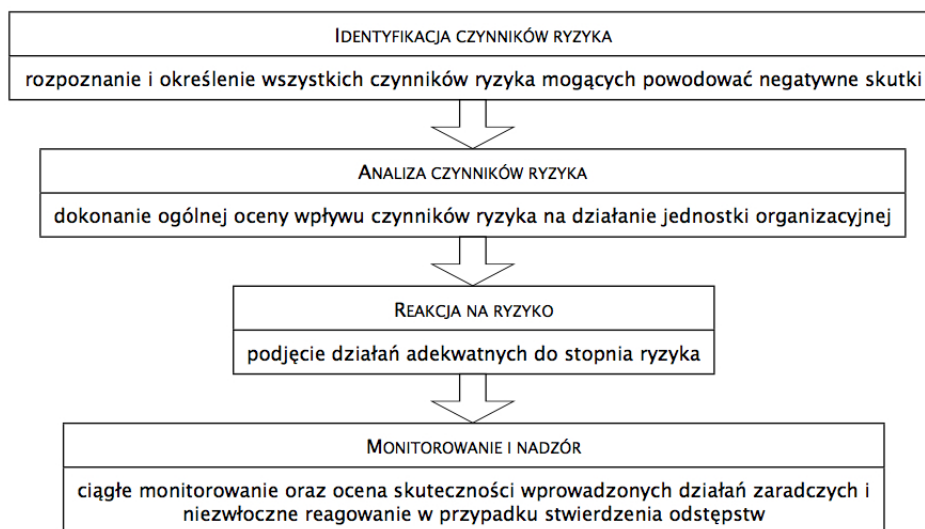 IDENTYFIKACJA CZYNNIKÓW RYZYKA
rozpoznanie i określenie wszystkich czynników ryzyka mogących powodować negatywne skutki
ANALIZA CZYNNIKÓW RYZYKA
dokonanie ogólnej oceny wpływu czynników ryzyka na działanie jednostki organizacyjnej
REAKCJA NA RYZYKO
podjęcie działań adekwatnych do stopnia ryzyka
MONITOROWANIE I NADZÓR
ciągłe monitorowanie oraz ocena skuteczności wprowadzonych działań zaradczych i
niezwłoczne reagowanie w przypadku stwierdzenia odstępstw